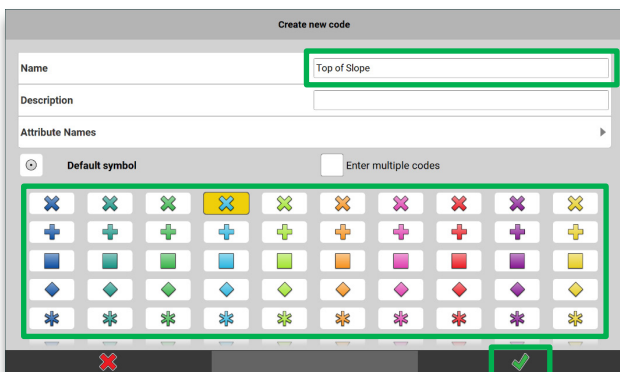 Create new code
Name
Top of Slope
Description
Attribute Names
Default symbol
Enter multiple codes